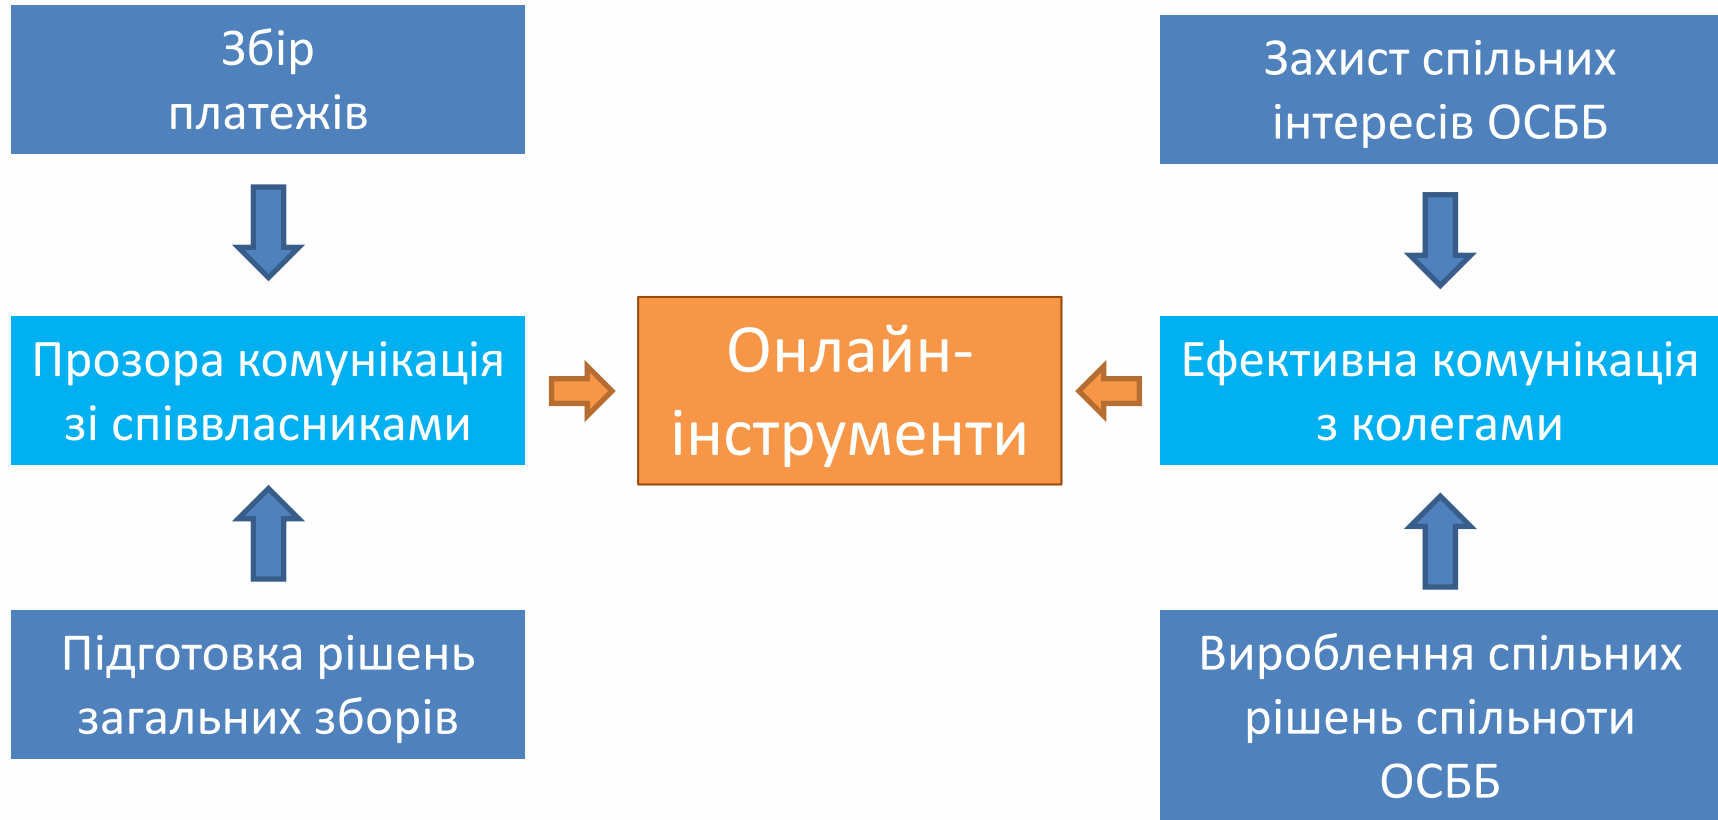 Збір
платежів
Захист спільних
інтересів ОСББ
Прозора комунікація
зі співвласниками
Онлайн-
інструменти
Ефективна комунікація
з колегами
Підготовка рішень
загальних зборів
Вироблення спільних
рішень спільноти
ОСББ